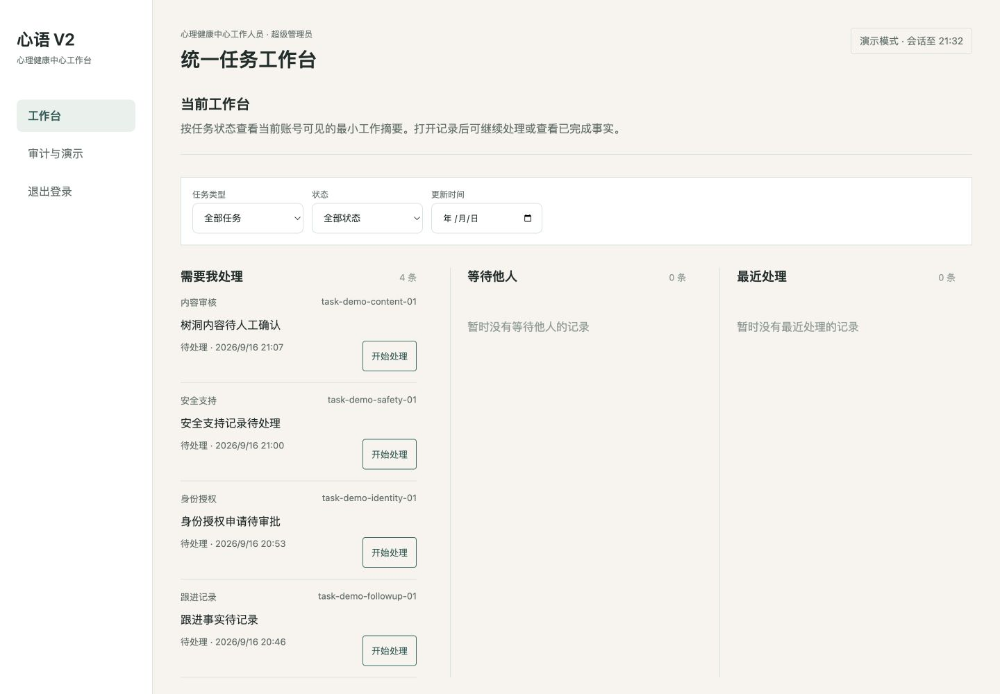 心语 V2
心理健康中心工作台
工作台
审计与演示
退出登录
心理健康中心工作人员 · 超级管理员
统一任务工作台
演示模式 · 会话至 21:32
当前工作台
按任务状态查看当前账号可见的最小工作摘要。打开记录后可继续处理或查看已完成事实。
任务类型
全部任务
状态
全部状态
更新时间
年 /月/日
需要我处理
4 条
内容审核
task-demo-content-01
树洞内容待人工确认
待处理 · 2026/9/16 21:07
开始处理
安全支持
task-demo-safety-01
安全支持记录待处理
待处理 · 2026/9/16 21:00
开始处理
身份授权
task-demo-identity-01
身份授权申请待审批
待处理 · 2026/9/16 20:53
开始处理
跟进记录
task-demo-followup-01
跟进事实待记录
待处理 · 2026/9/16 20:46
开始处理
等待他人
0 条
暂时没有等待他人的记录
最近处理
0 条
暂时没有最近处理的记录